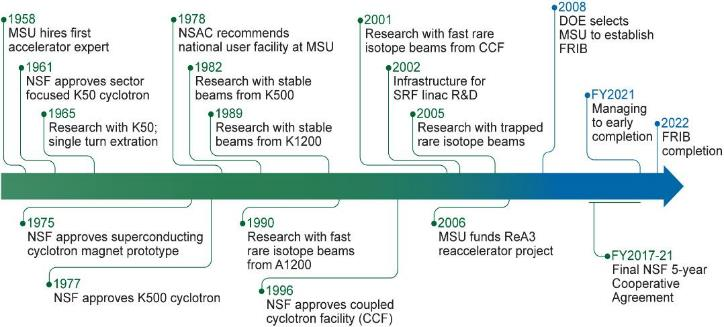 1958
MSU hires first
accelerator expert
1961
NSF approves sector
focused K50 cyclotron
1965
Research with K50;
single turn extration
1978
NSAC recommends
national user facility at MSU
1982
Research with stable
beams from K500
1989
Research with stable
beams from K1200
2001
Research with fast rare
isotope beams from CCF
2002
Infrastructure for
SRF linac R&D
2005
Research with trapped
rare isotope beams
2008
DOE selects
MSU to establish
FRIB
FY2021
Managing
to early
completion
2022
FRIB
completion
1975
NSF approves superconducting
cyclotron magnet prototype
1977
NSF approves K500 cyclotron
1990
Research with fast
rare isotope beams
from A1200
1996
NSF approves coupled
cyclotron facility (CCF)
2006
MSU funds ReA3
reaccelerator project
FY2017-21
Final NSF 5-year
Cooperative
Agreement